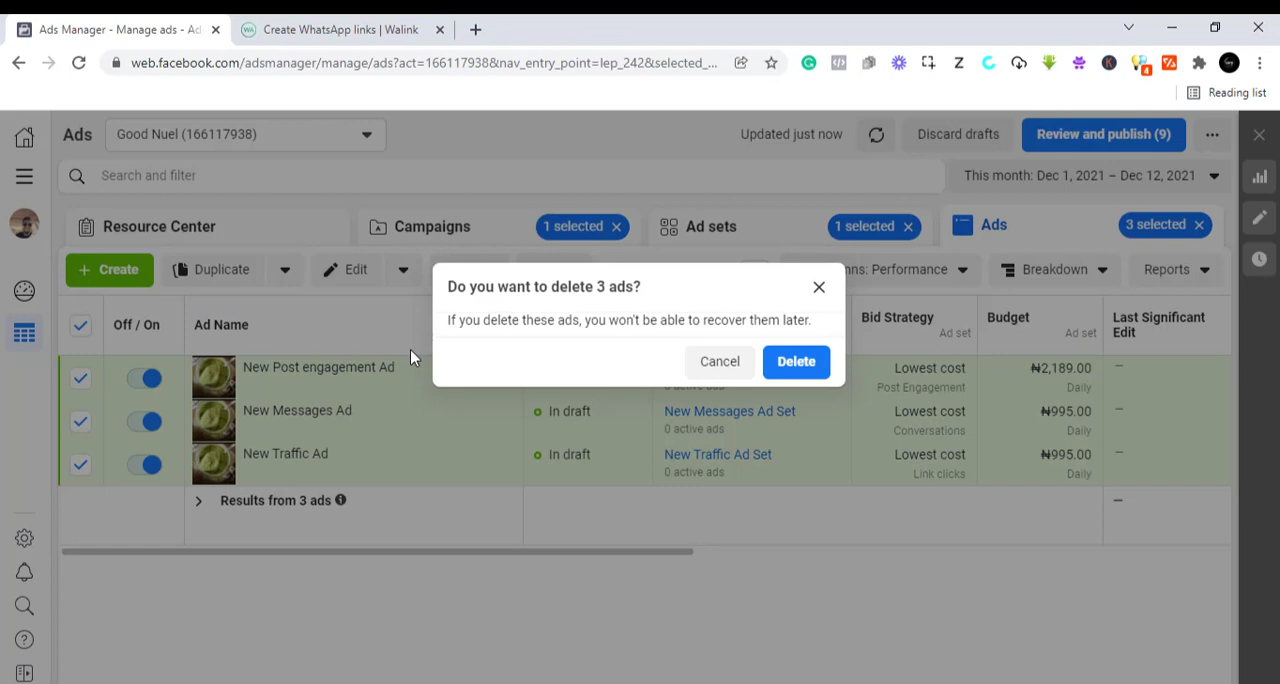 Ads Manager - Manage ads - Ad
Create WhatsApp links | Walink
web.facebook.com/adsmanager/manage/ads?act=166117938&nav_entry_point=lep_242&selected_...
4
Reading list
Ads
Good Nuel (166117938)
Updated just now
Discard drafts
Review and publish (9)
Search and filter
This month: Dec 1, 2021 – Dec 12, 2021
Resource Center
Campaigns
1 selected
Ad sets
1 selected
Ads
3 selected
+ Create
Duplicate
Edit
ns: Performance
Breakdown
Reports
Do you want to delete 3 ads?
If you delete these ads, you won't be able to recover them later.
Cancel
Delete
Off / On
Ad Name
Bid Strategy
Ad set
Budget
Ad set
Last Significant
Edit
New Post engagement Ad
Lowest cost
Post Engagement
₦2,189.00
Daily
–
New Messages Ad
In draft
New Messages Ad Set
0 active ads
Lowest cost
Conversations
₦995.00
Daily
–
New Traffic Ad
In draft
New Traffic Ad Set
0 active ads
Lowest cost
Link clicks
₦995.00
Daily
–
Results from 3 ads
–